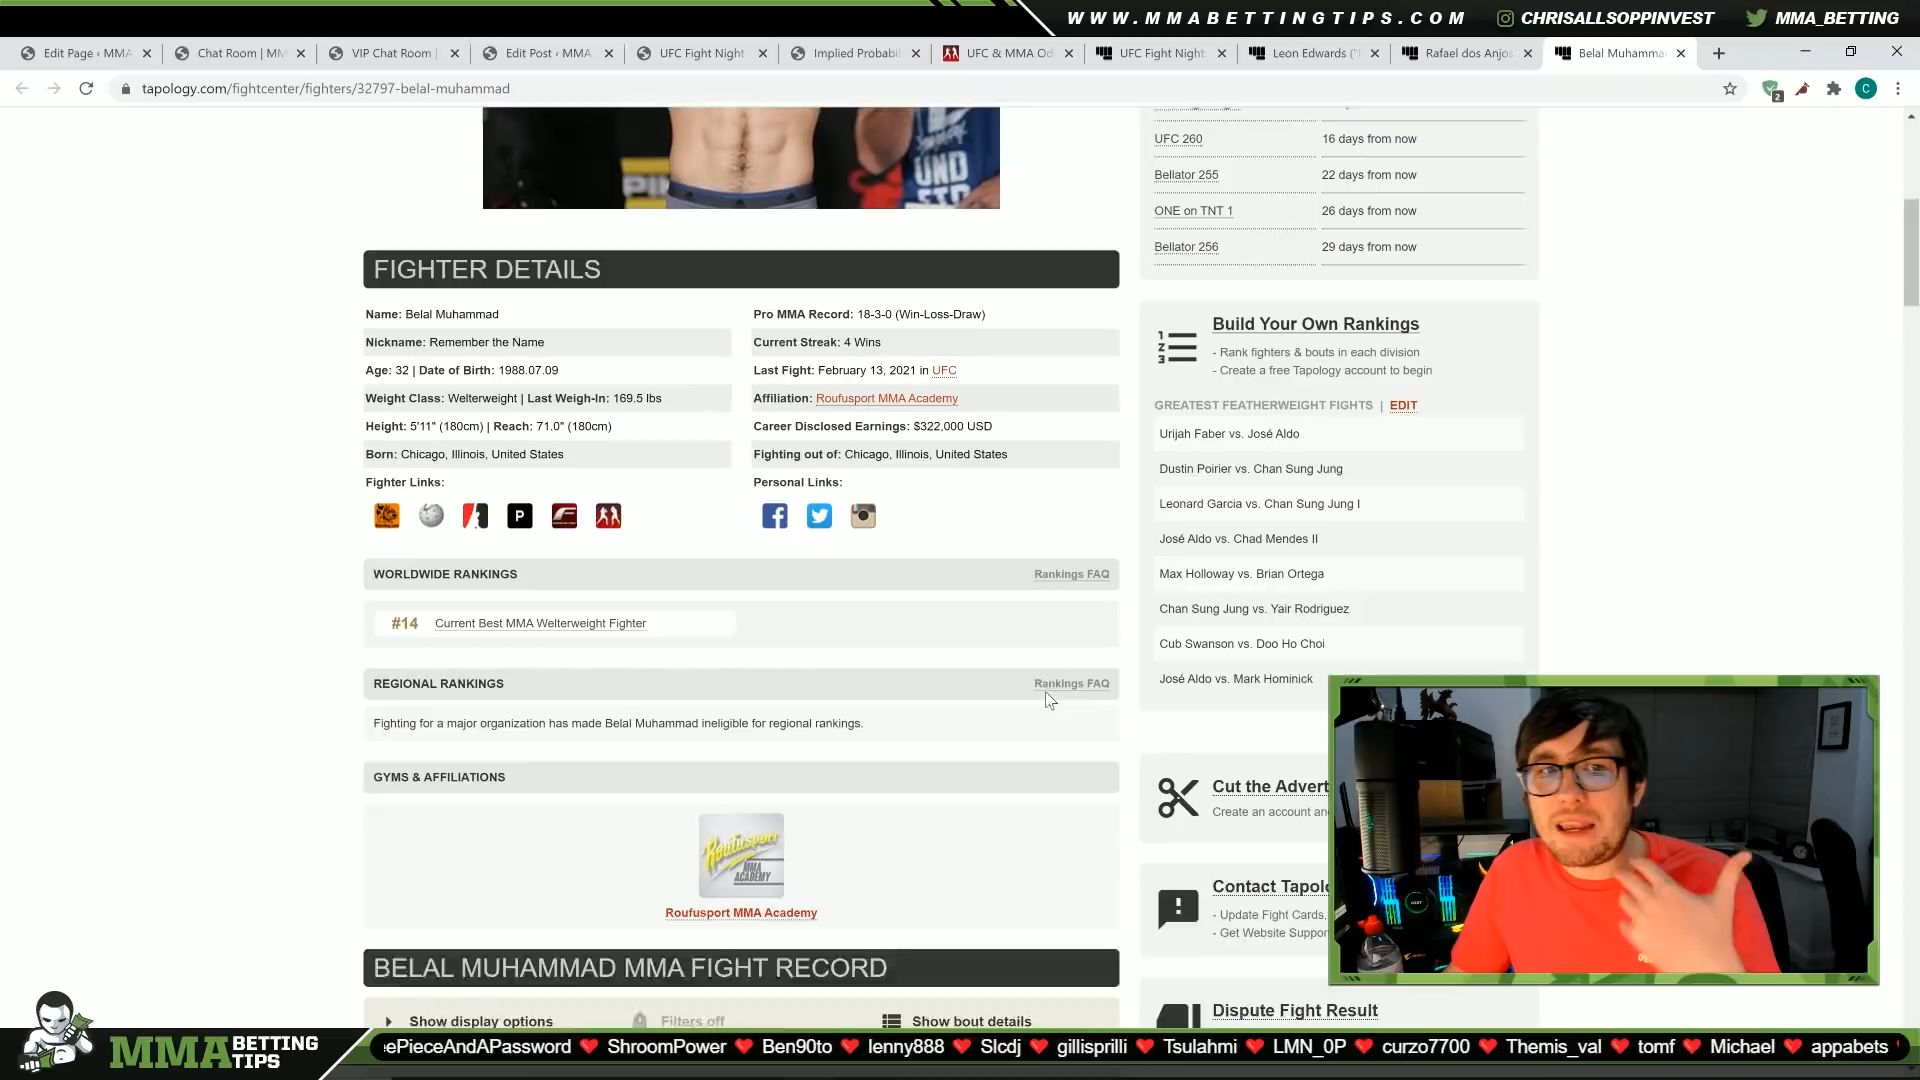 WWW.MMABETTINGTIPS.COM
CHRISALLSOPPINVEST
MMA_BETTING
Edit Page ‹ MMA
Chat Room | MM
VIP Chat Room |
Edit Post ‹ MMA
UFC Fight Night
Implied Probabil
UFC & MMA Od
UFC Fight Night
Leon Edwards ("
Rafael dos Anjos
Belal Muhamma
tapology.com/fightcenter/fighters/32797-belal-muhammad
2
C
UND
FIGHTER DETAILS
Name: Belal Muhammad
Nickname: Remember the Name
Age: 32 | Date of Birth: 1988.07.09
Weight Class: Welterweight | Last Weigh-In: 169.5 lbs
Height: 5'11" (180cm) | Reach: 71.0" (180cm)
Born: Chicago, Illinois, United States
Fighter Links:
P
Pro MMA Record: 18-3-0 (Win-Loss-Draw)
Current Streak: 4 Wins
Last Fight: February 13, 2021 in UFC
Affiliation: Roufusport MMA Academy
Career Disclosed Earnings: $322,000 USD
Fighting out of: Chicago, Illinois, United States
Personal Links:
WORLDWIDE RANKINGS
Rankings FAQ
#14 Current Best MMA Welterweight Fighter
REGIONAL RANKINGS
Rankings FAQ
Fighting for a major organization has made Belal Muhammad ineligible for regional rankings.
GYMS & AFFILIATIONS
Roufusport
MMA
ACADEMY
Roufusport MMA Academy
BELAL MUHAMMAD MMA FIGHT RECORD
Show display options
Filters off
Show bout details
UFC 260 16 days from now
Bellator 255 22 days from now
ONE on TNT 1 26 days from now
Bellator 256 29 days from now
Build Your Own Rankings
- Rank fighters & bouts in each division
- Create a free Tapology account to begin
GREATEST FEATHERWEIGHT FIGHTS | EDIT
Urijah Faber vs. José Aldo
Dustin Poirier vs. Chan Sung Jung
Leonard Garcia vs. Chan Sung Jung I
José Aldo vs. Chad Mendes II
Max Holloway vs. Brian Ortega
Chan Sung Jung vs. Yair Rodriguez
Cub Swanson vs. Doo Ho Choi
José Aldo vs. Mark Hominick
Cut the Advert
Create an account an
Contact Tapolo
- Update Fight Cards,
- Get Website Suppor
Dispute Fight Result
MMA BETTING TIPS
ePieceAndAPassword ShroomPower Ben90to lenny888 Slcdj gillisprilli Tsulahmi LMN_0P curzo7700 Themis_val tomf Michael appabets